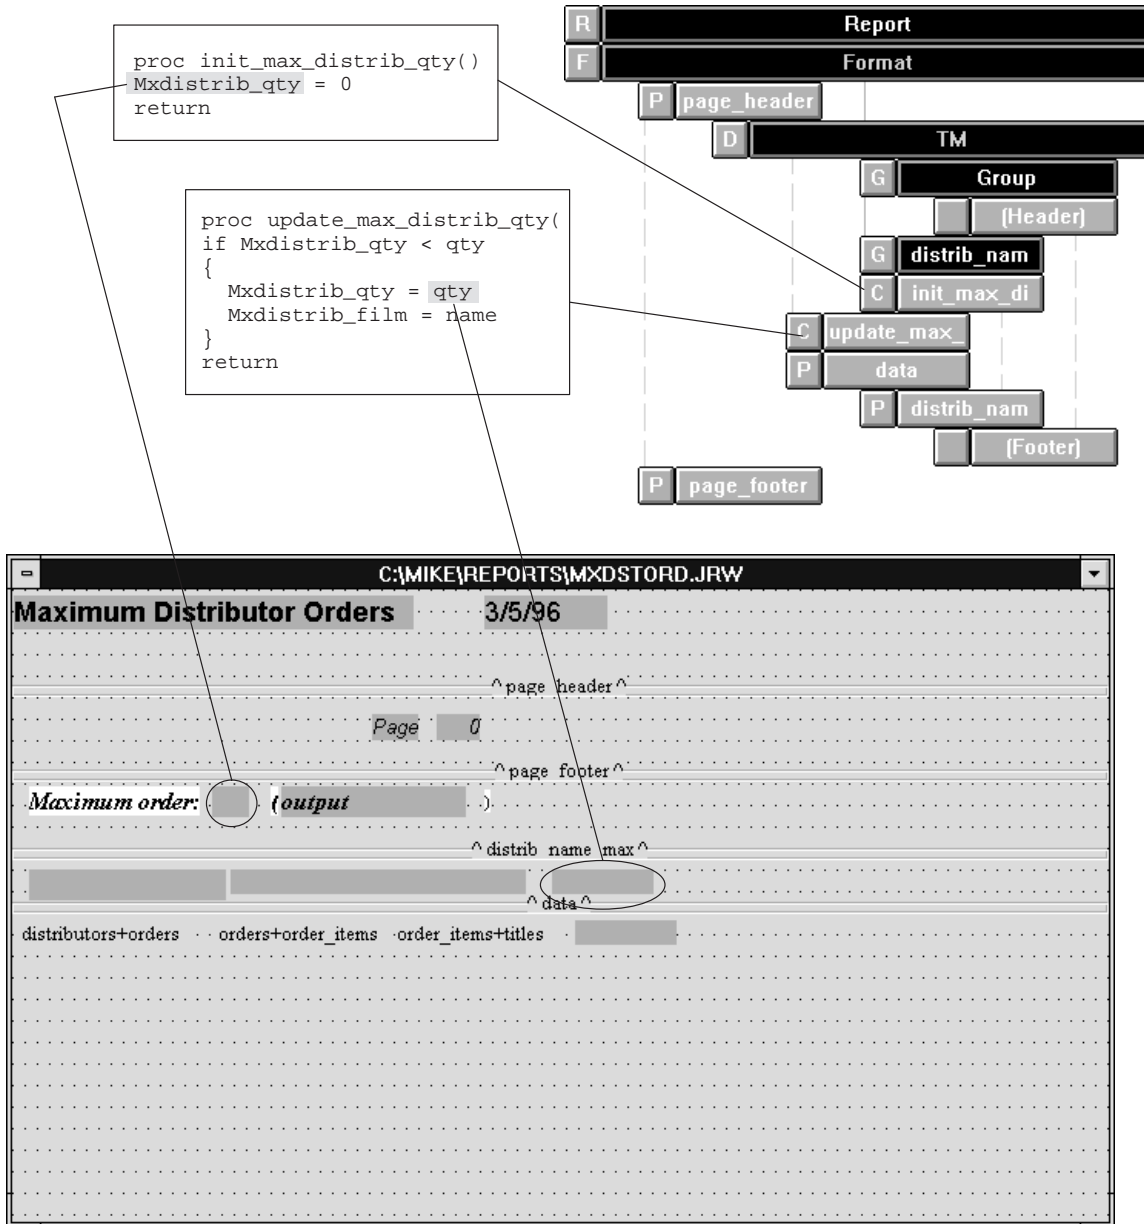 proc init_max_distrib_qty()
Mxdistrib_qty = 0
return
proc update_max_distrib_qty(
if Mxdistrib_qty < qty
{
Mxdistrib_qty = qty
Mxdistrib_film = name
}
return
R Report
F Format
P page_header
D TM
G Group
(Header)
G distrib_nam
C init_max_di
C update_max_
P data
P distrib_nam
(Footer)
P page_footer
C:\MIKE\REPORTS\MXDSTORD.JRW
Maximum Distributor Orders 3/5/96
^ page header ^
Page 0
^ page footer ^
Maximum order: (output )
^ distrib name max ^
^ data ^
distributors+orders orders+order_items order_items+titles